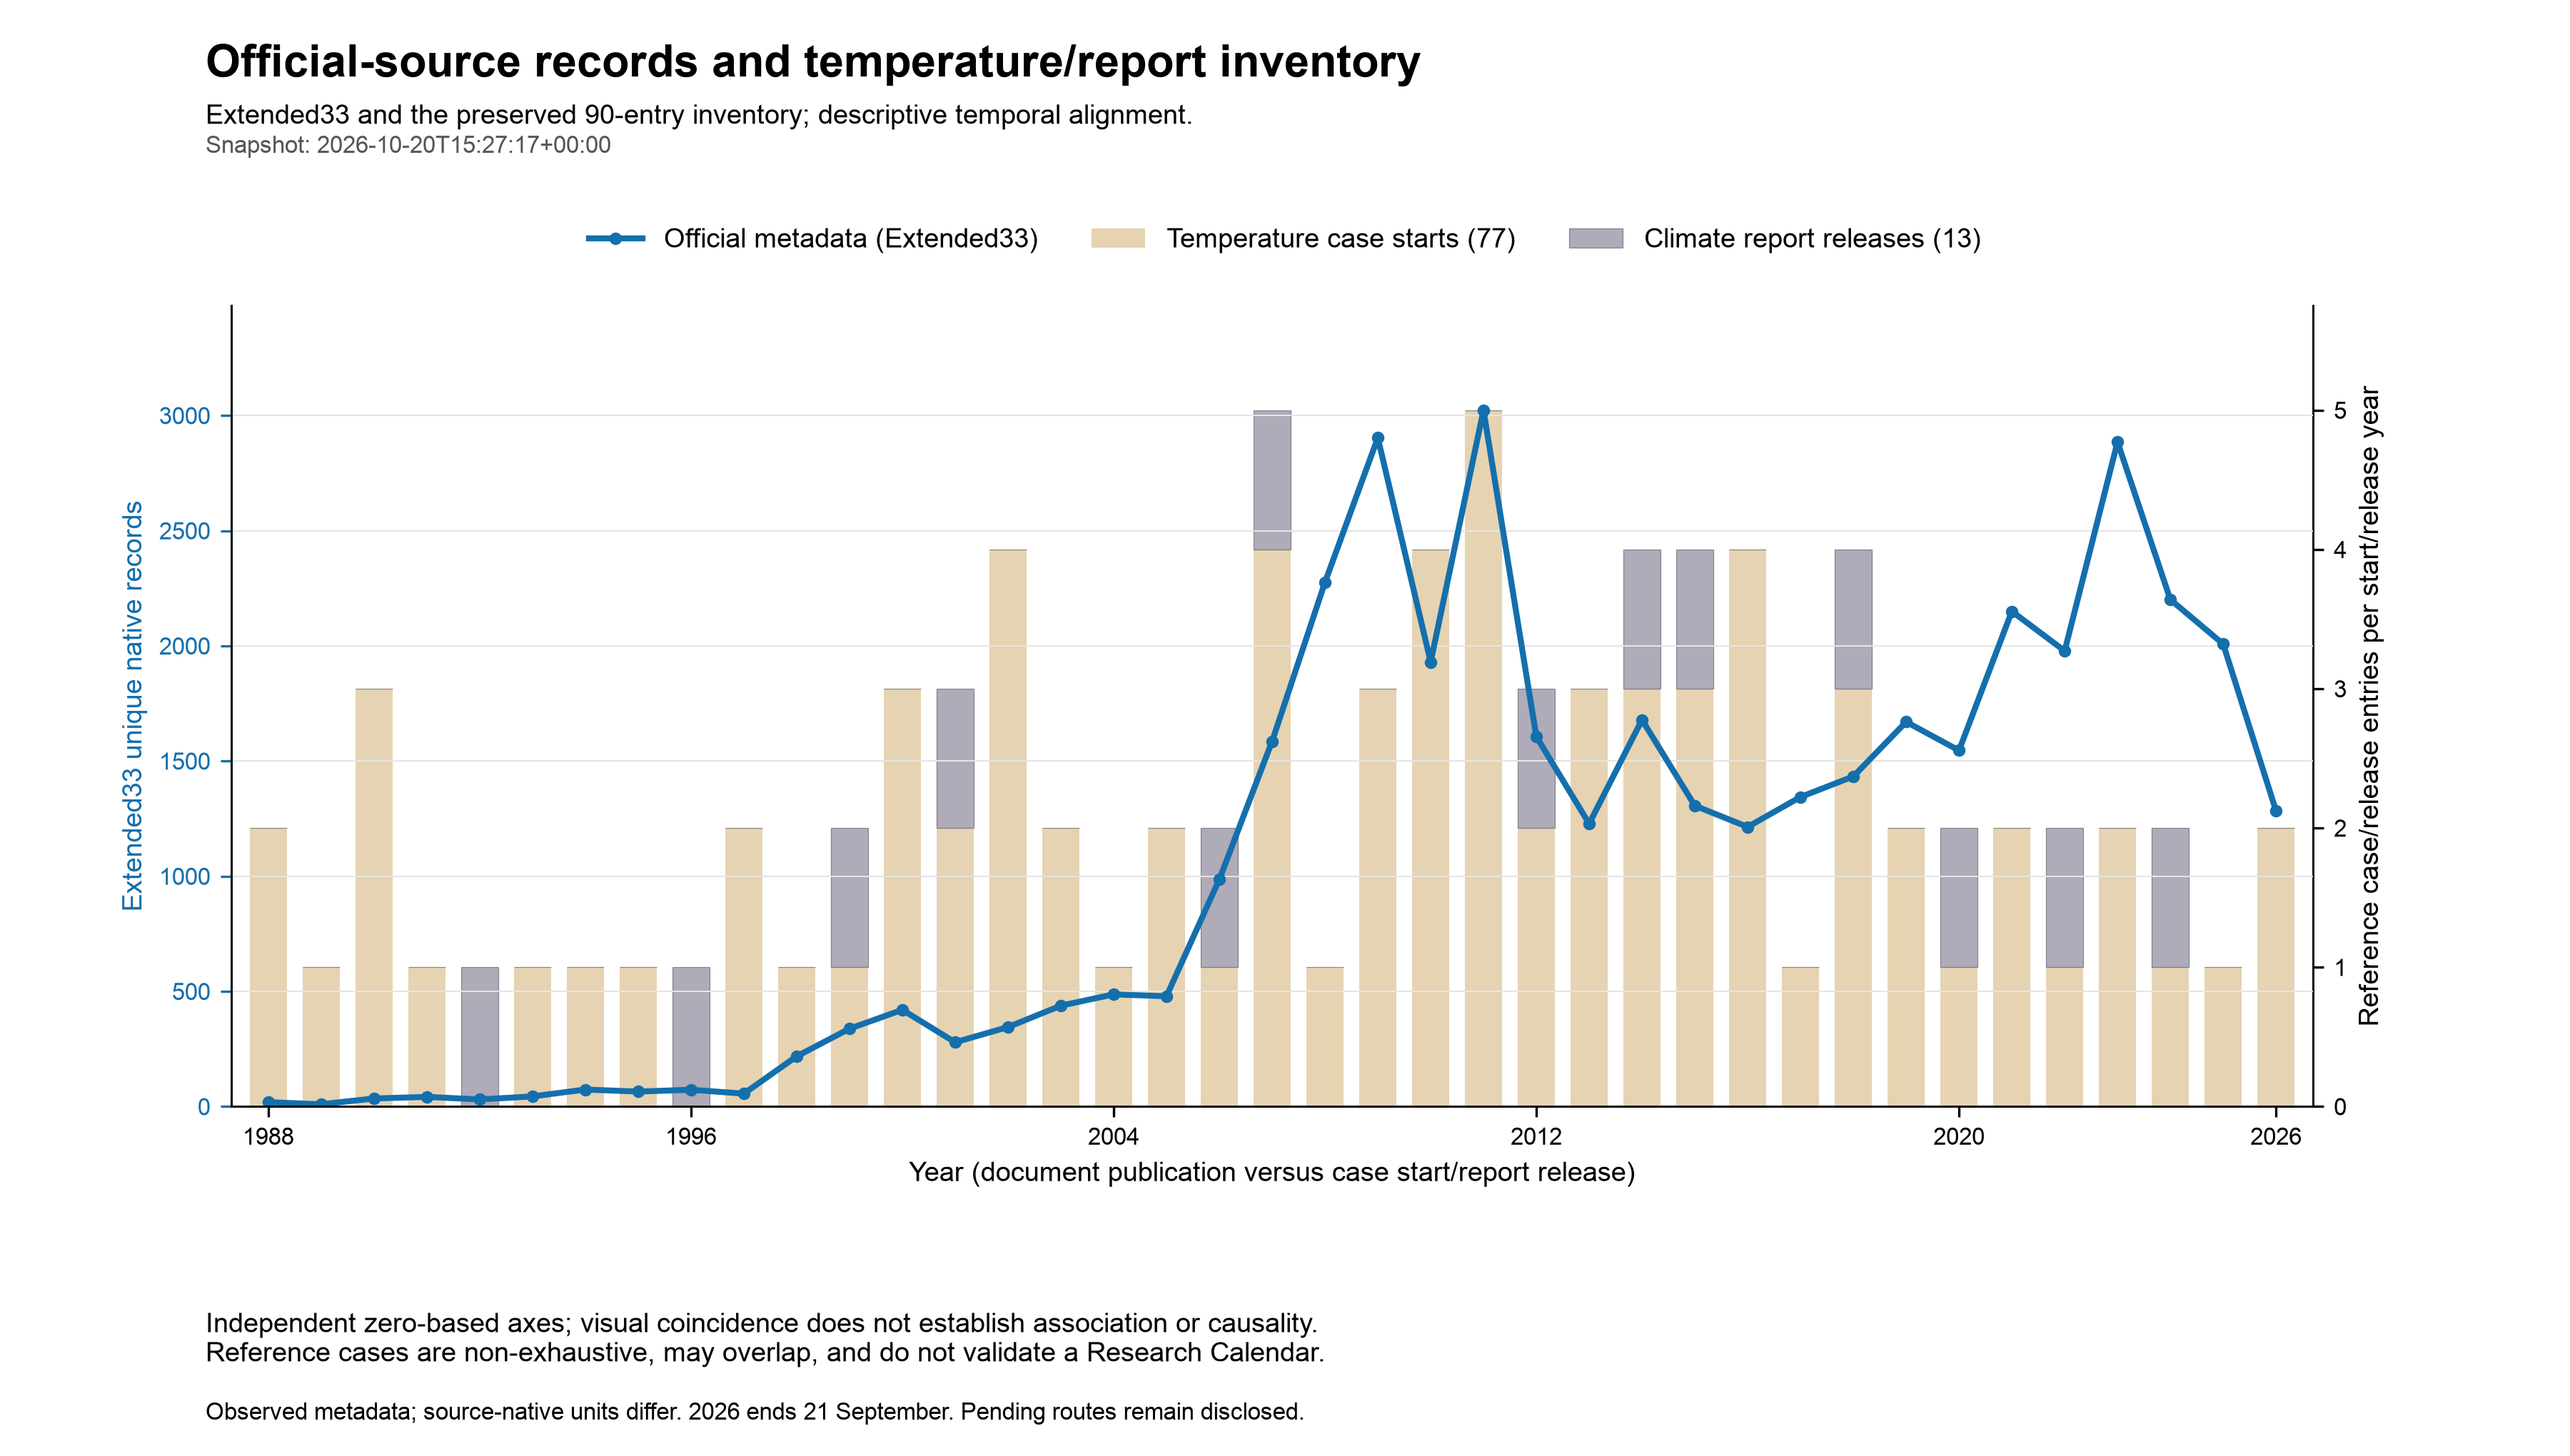 Official-source records and temperature/report inventory
Extended33 and the preserved 90-entry inventory; descriptive temporal alignment.
Snapshot: 2026-10-20T15:27:17+00:00
Official metadata (Extended33)
Temperature case starts (77)
Climate report releases (13)
Extended33 unique native records
3000
2500
2000
1500
1000
500
0
5
4
3
2
1
0
Reference case/release entries per start/release year
1988
1996
2004
2012
2020
2026
Year (document publication versus case start/report release)
Independent zero-based axes; visual coincidence does not establish association or causality.
Reference cases are non-exhaustive, may overlap, and do not validate a Research Calendar.
Observed metadata; source-native units differ. 2026 ends 21 September. Pending routes remain disclosed.